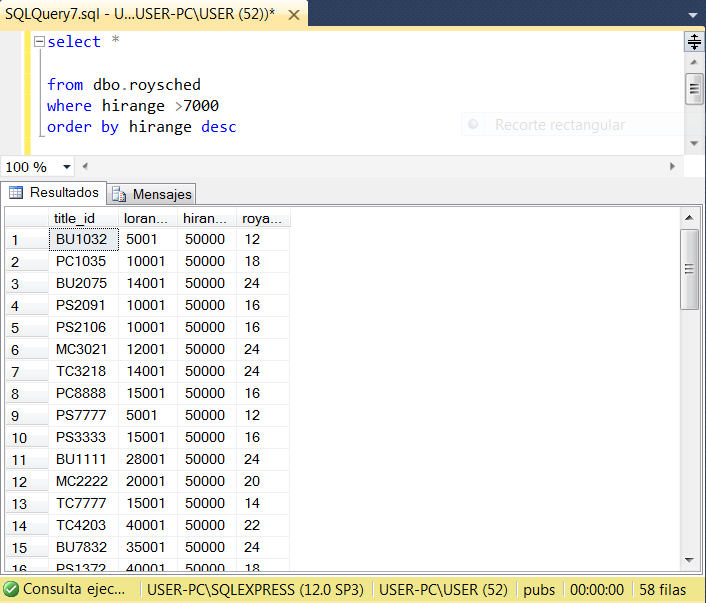 SQLQuery7.sql - U...USER-PC\USER (52))*
select *
from dbo.roysched
where hirange >7000
order by hirange desc
Recorte rectangular
100 %
Resultados Mensajes
title_id loran... hiran... roya...
1 BU1032 5001 50000 12
2 PC1035 10001 50000 18
3 BU2075 14001 50000 24
4 PS2091 10001 50000 16
5 PS2106 10001 50000 16
6 MC3021 12001 50000 24
7 TC3218 14001 50000 24
8 PC8888 15001 50000 16
9 PS7777 5001 50000 12
10 PS3333 15001 50000 16
11 BU1111 28001 50000 24
12 MC2222 20001 50000 20
13 TC7777 15001 50000 14
14 TC4203 40001 50000 22
15 BU7832 35001 50000 24
16 PS1372 40001 50000 18
Consulta ejec... USER-PC\SQLEXPRESS (12.0 SP3) USER-PC\USER (52) pubs 00:00:00 58 filas